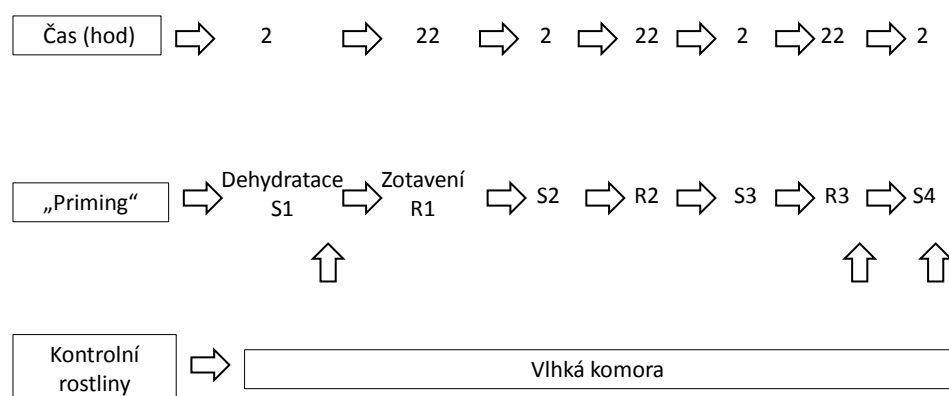 Čas (hod) 2 22 2 22 2 22 2
Dehydratace Zotavení
„Priming“ S1 R1 S2 R2 S3 R3 S4
Kontrolní
rostliny
Vlhká komora